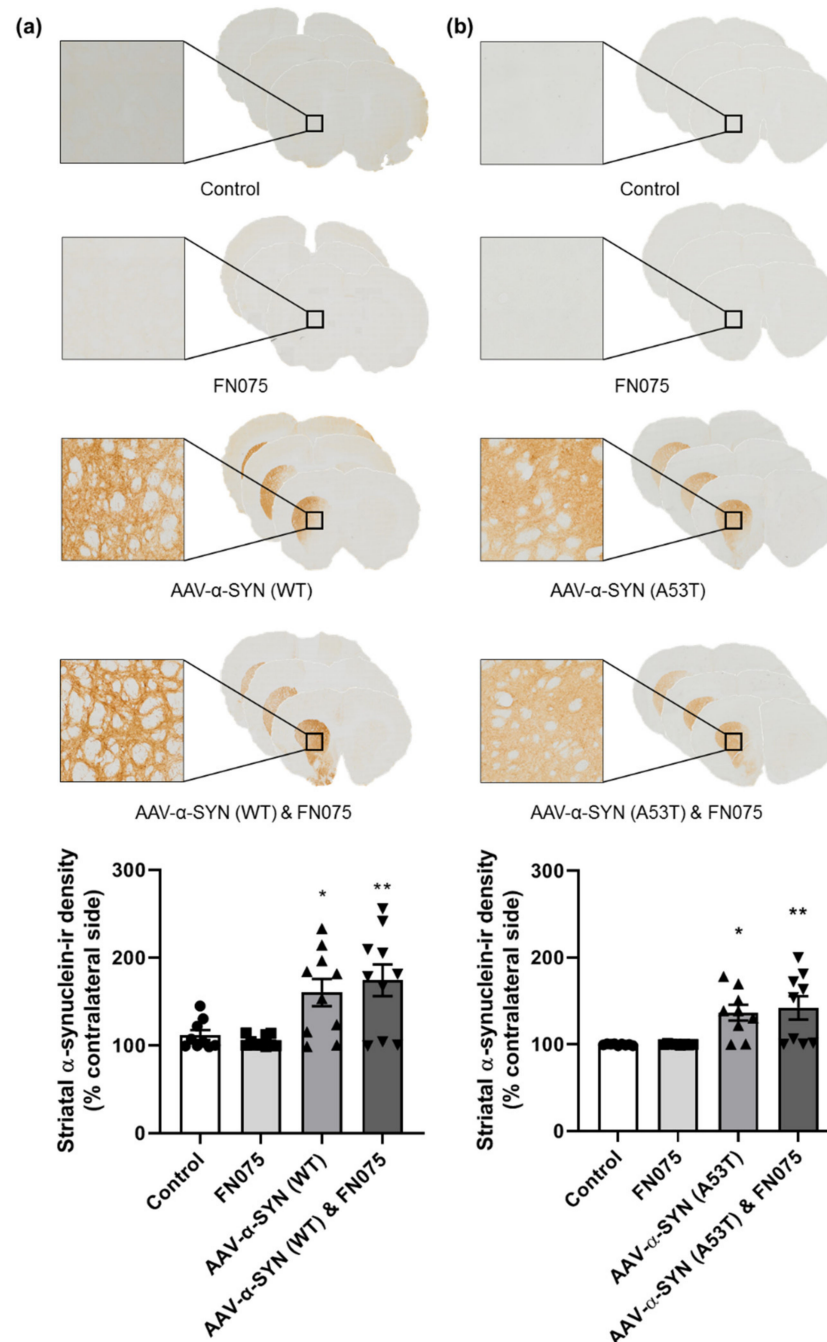 (a)
Control
FN075
AAV-α-SYN (WT)
AAV-α-SYN (WT) & FN075
Striatal α-synuclein-ir density
(% contralateral side)
300
200
100
0
*
**
Control
FN075
AAV-α-SYN (WT)
AAV-α-SYN (WT) & FN075
(b)
Control
FN075
AAV-α-SYN (A53T)
AAV-α-SYN (A53T) & FN075
Striatal α-synuclein-ir density
(% contralateral side)
300
200
100
0
*
**
Control
FN075
AAV-α-SYN (A53T)
AAV-α-SYN (A53T) & FN075